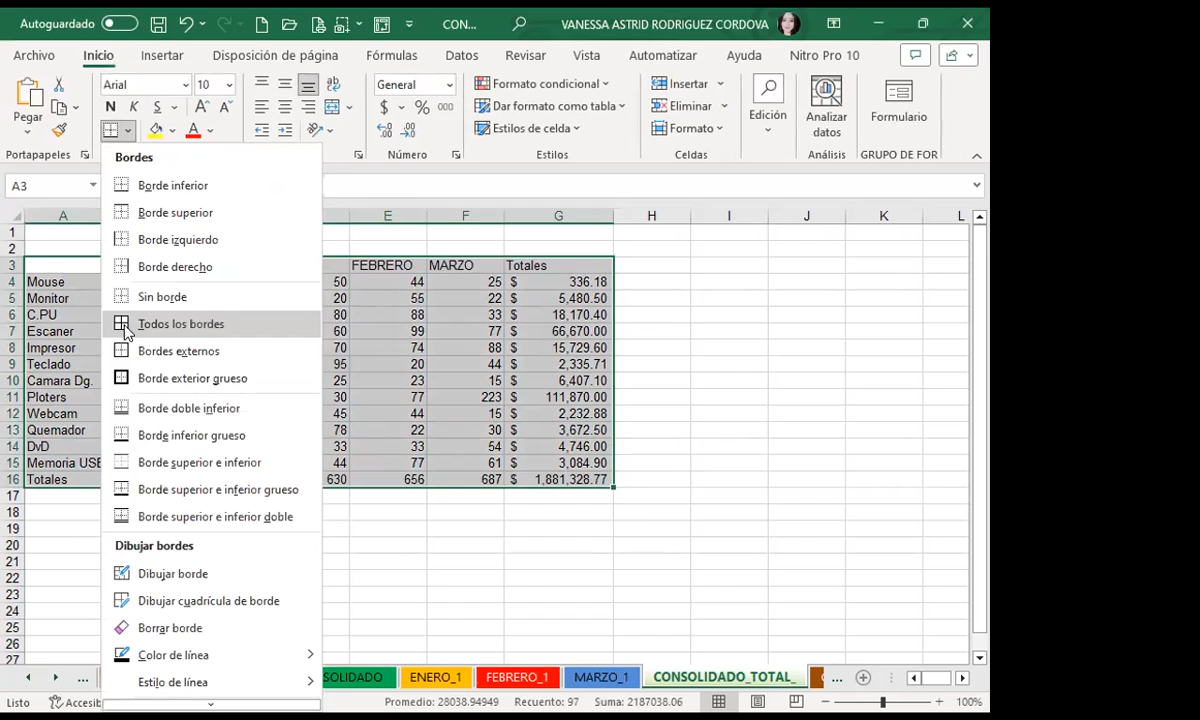 Autoguardado CON... VANESSA ASTRID RODRIGUEZ CORDOVA
Archivo Inicio Insertar Disposición de página Fórmulas Datos Revisar Vista Automatizar Ayuda Nitro Pro 10
Pegar Arial 10 General Formato condicional Insertar Edición Analizar datos Formulario
N K S A A $ % 000 Dar formato como tabla Eliminar
A Estilos de celda Formato
Portapapeles Número Estilos Celdas Análisis GRUPO DE FOR
A3
Bordes
Borde inferior
Borde superior
Borde izquierdo
Borde derecho
Sin borde
Todos los bordes
Bordes externos
Borde exterior grueso
Borde doble inferior
Borde inferior grueso
Borde superior e inferior
Borde superior e inferior grueso
Borde superior e inferior doble
Dibujar bordes
Dibujar borde
Dibujar cuadrícula de borde
Borrar borde
Color de línea
Estilo de línea
A E F G H I J K L
1
2
3 FEBRERO MARZO Totales
4 Mouse 50 44 25 $ 336.18
5 Monitor 20 55 22 $ 5,480.50
6 C.PU 80 88 33 $ 18,170.40
7 Escaner 60 99 77 $ 66,670.00
8 Impresor 70 74 88 $ 15,729.60
9 Teclado 95 20 44 $ 2,335.71
10 Camara Dg. 25 23 15 $ 6,407.10
11 Ploters 30 77 223 $ 111,870.00
12 Webcam 45 44 15 $ 2,232.88
13 Quemador 78 22 30 $ 3,672.50
14 DvD 33 33 54 $ 4,746.00
15 Memoria USB 44 77 61 $ 3,084.90
16 Totales 630 656 687 $ 1,881,328.77
17
18
19
20
21
22
23
24
25
26
27
... SOLIDADO ENERO_1 FEBRERO_1 MARZO_1 CONSOLIDADO_TOTAL_ ...
Listo Accesib Promedio: 28038.94949 Recuento: 97 Suma: 2187038.06 100%